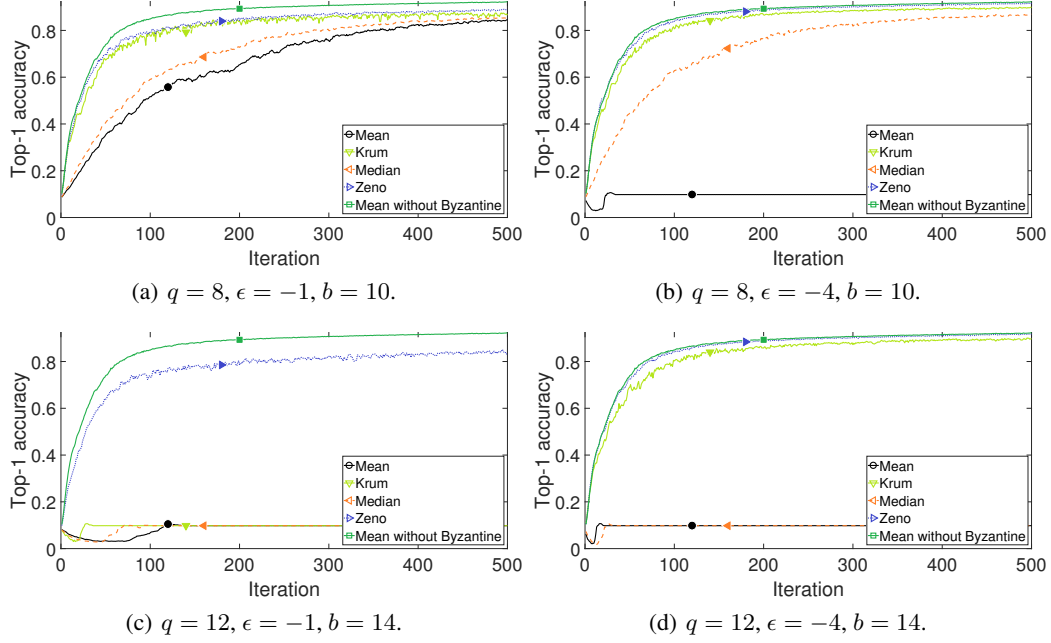 Top-1 accuracy
0.8
0.6
0.4
0.2
0
0 100 200 300 400 500
Iteration
Mean
Krum
Median
Zeno
Mean without Byzantine
(a) q = 8, ϵ = −1, b = 10.
Top-1 accuracy
0.8
0.6
0.4
0.2
0
0 100 200 300 400 500
Iteration
Mean
Krum
Median
Zeno
Mean without Byzantine
(b) q = 8, ϵ = −4, b = 10.
Top-1 accuracy
0.8
0.6
0.4
0.2
0
0 100 200 300 400 500
Iteration
Mean
Krum
Median
Zeno
Mean without Byzantine
(c) q = 12, ϵ = −1, b = 14.
Top-1 accuracy
0.8
0.6
0.4
0.2
0
0 100 200 300 400 500
Iteration
Mean
Krum
Median
Zeno
Mean without Byzantine
(d) q = 12, ϵ = −4, b = 14.